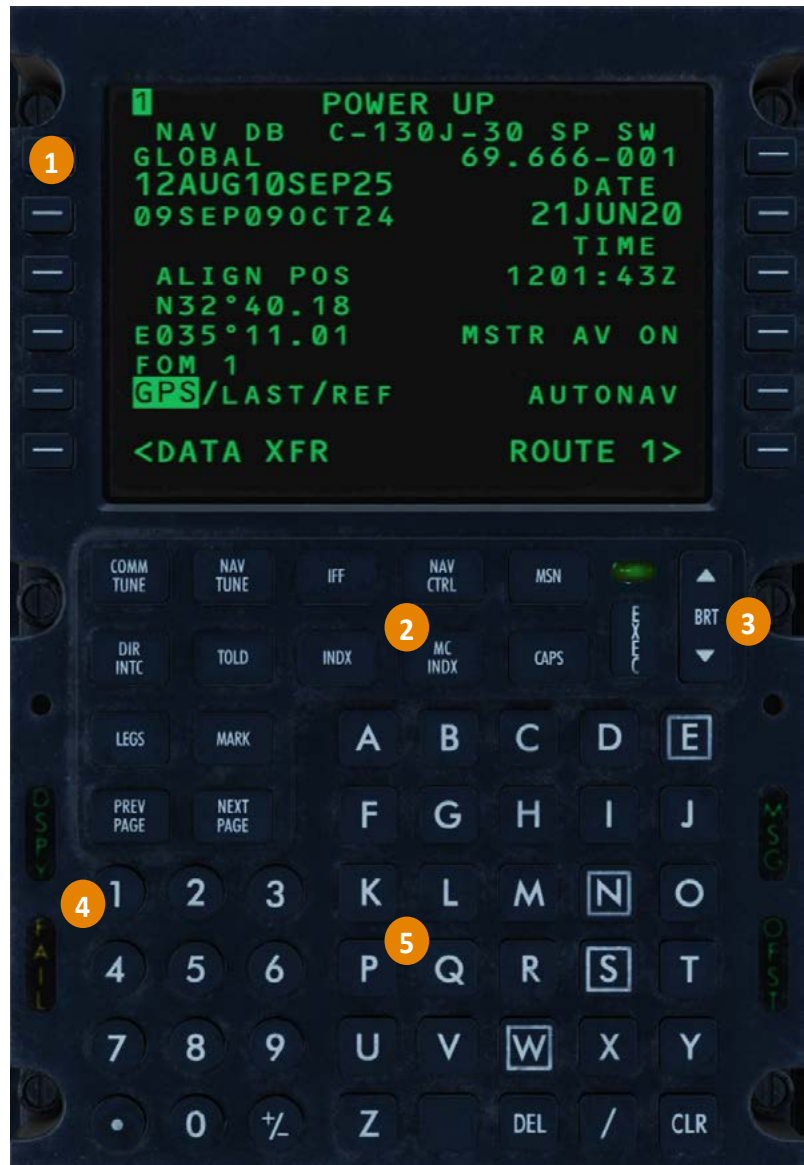 1 POWER UP
NAV DB C-130J-30 SP SW
1
GLOBAL 69.666-001
12AUG10SEP25 DATE
09SEP09OCT24 21JUN20
TIME
ALIGN POS 1201:43Z
N32°40.18
E035°11.01 MSTR AV ON
FOM 1
GPS/LAST/REF AUTONAV
<DATA XFR ROUTE 1>
COMM TUNE
NAV TUNE
IFF
NAV CTRL
MSN
EXEC
BRT
3
2
DIR INTC
TOLD
INDX
MC INDX
CAPS
LEGS
MARK
A B C D E
PREV PAGE
NEXT PAGE
F G H I J
DSPY
MSG
4
1 2 3 K L M N O
5
FAIL
OFST
4 5 6 P Q R S T
7 8 9 U V W X Y
• 0 +/- Z DEL / CLR